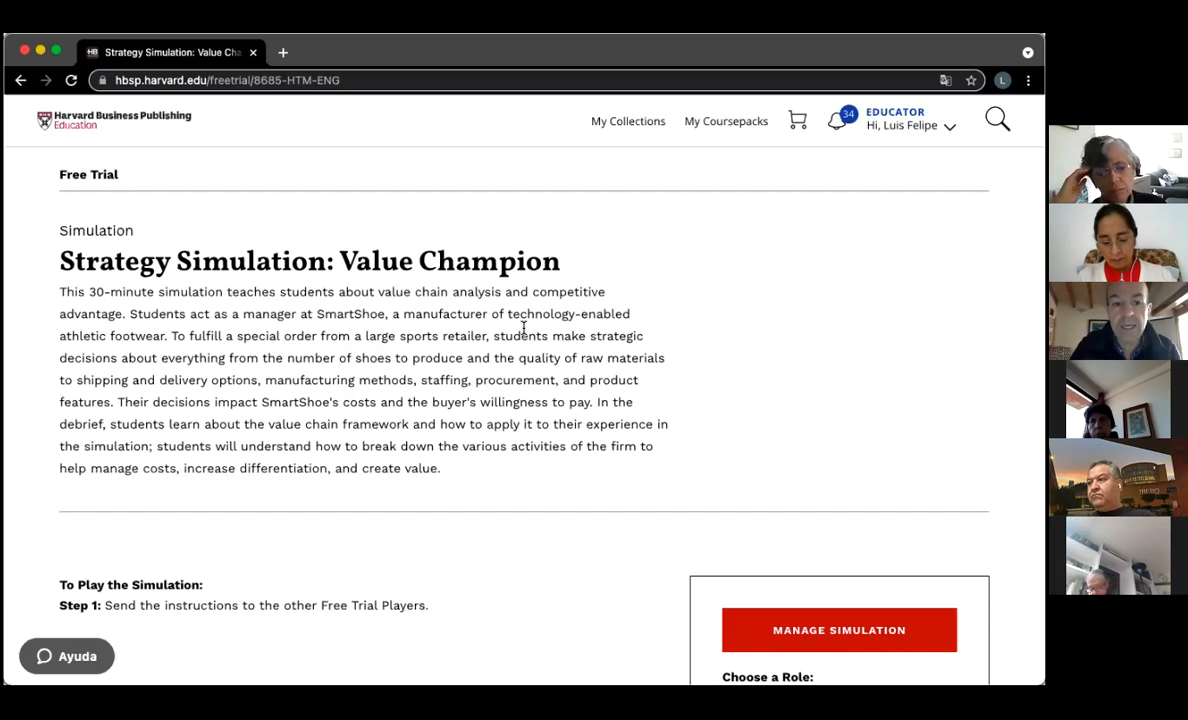 Strategy Simulation: Value Cha
hbsp.harvard.edu/freetrial/8685-HTM-ENG
L
Harvard Business Publishing
Education
My Collections
My Coursepacks
34
EDUCATOR
Hi, Luis Felipe
Free Trial
Simulation
Strategy Simulation: Value Champion
This 30-minute simulation teaches students about value chain analysis and competitive
advantage. Students act as a manager at SmartShoe, a manufacturer of technology-enabled
athletic footwear. To fulfill a special order from a large sports retailer, students make strategic
decisions about everything from the number of shoes to produce and the quality of raw materials
to shipping and delivery options, manufacturing methods, staffing, procurement, and product
features. Their decisions impact SmartShoe's costs and the buyer's willingness to pay. In the
debrief, students learn about the value chain framework and how to apply it to their experience in
the simulation; students will understand how to break down the various activities of the firm to
help manage costs, increase differentiation, and create value.
To Play the Simulation:
Step 1: Send the instructions to the other Free Trial Players.
MANAGE SIMULATION
Choose a Role:
Ayuda